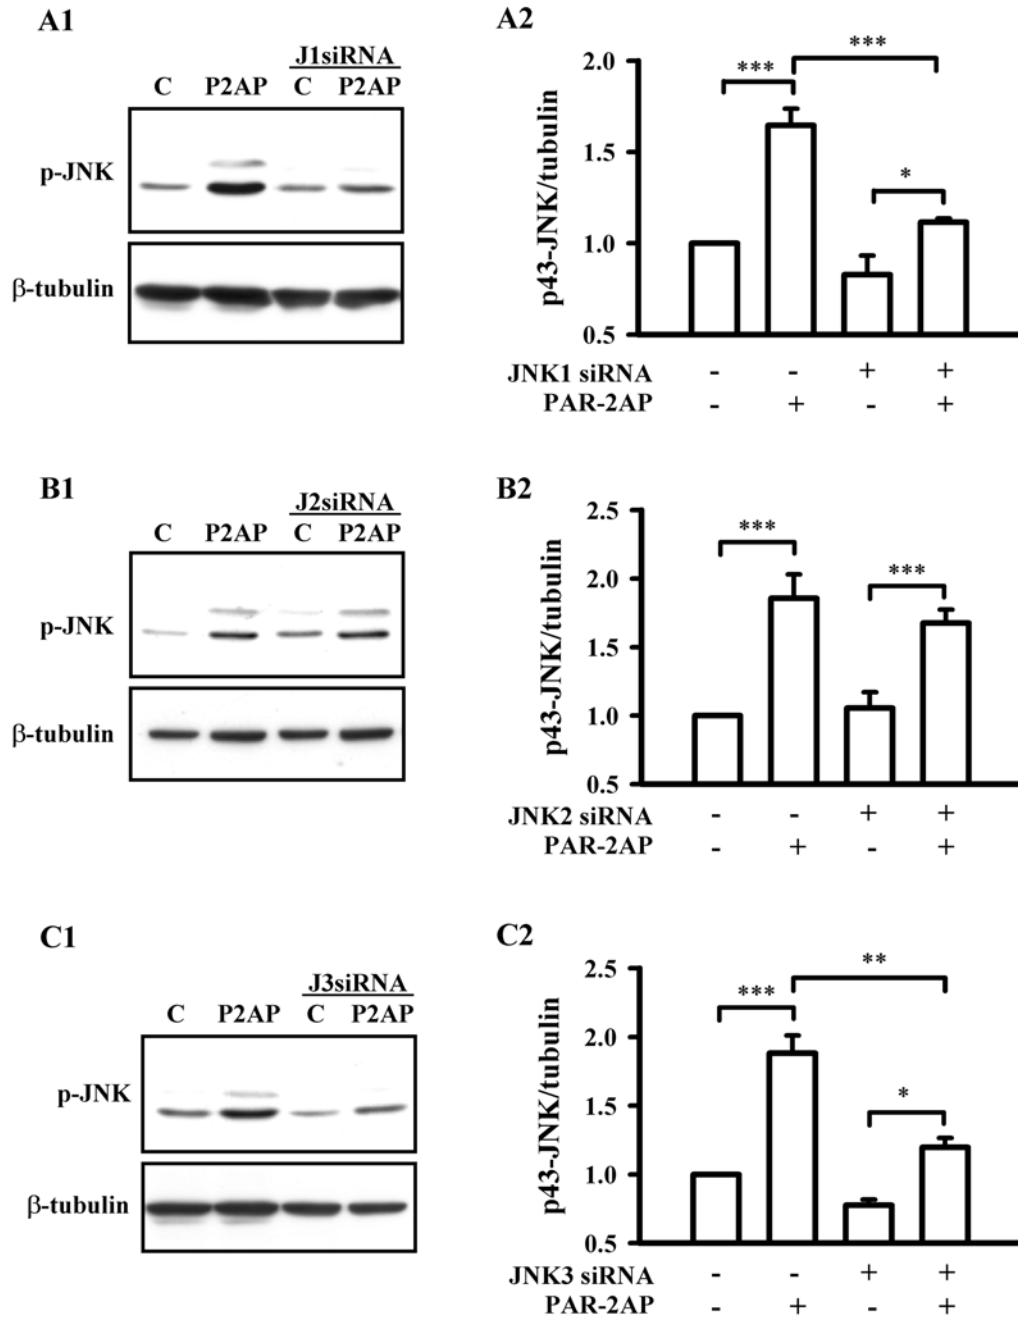 A1
J1siRNA
C P2AP C P2AP
p-JNK
β-tubulin
A2
***
***
*
2.0
1.5
1.0
0.5
p43-JNK/tubulin
JNK1 siRNA - - + +
PAR-2AP - + - +
B1
J2siRNA
C P2AP C P2AP
p-JNK
β-tubulin
B2
***
***
2.5
2.0
1.5
1.0
0.5
p43-JNK/tubulin
JNK2 siRNA - - + +
PAR-2AP - + - +
C1
J3siRNA
C P2AP C P2AP
p-JNK
β-tubulin
C2
**
***
*
2.5
2.0
1.5
1.0
0.5
p43-JNK/tubulin
JNK3 siRNA - - + +
PAR-2AP - + - +